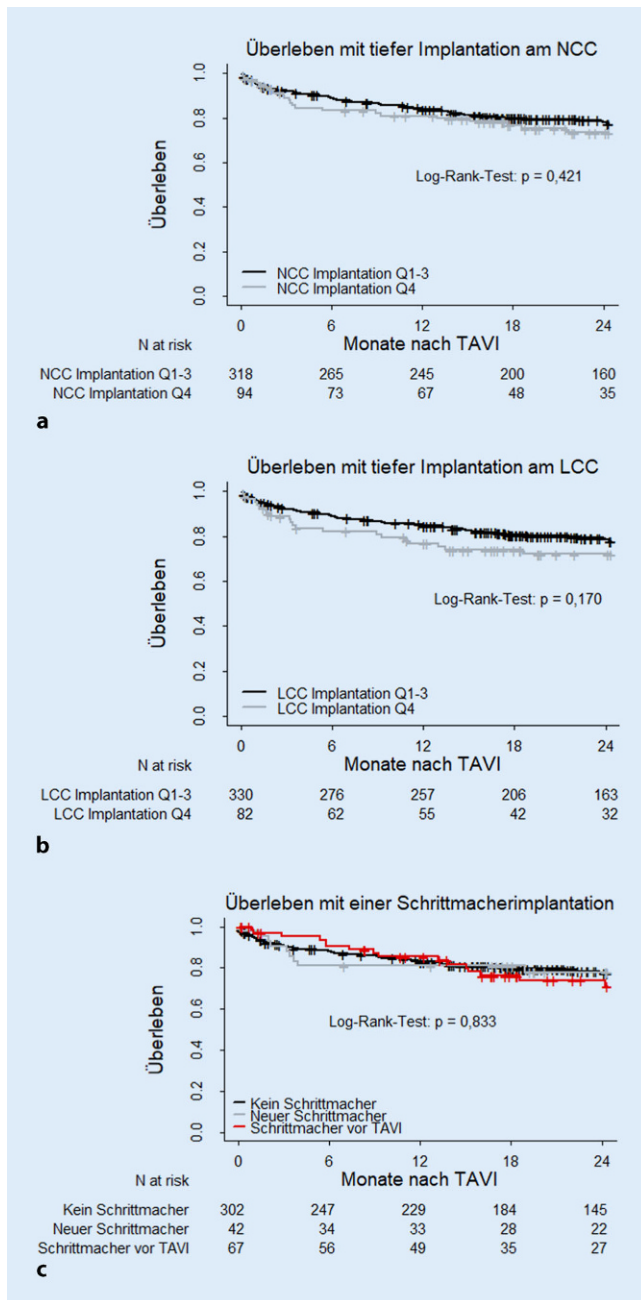 Überleben mit tiefer Implantation am NCC
Überleben
1.0
0.8
0.6
0.4
0.2
0.0
Log-Rank-Test: p = 0,421
NCC Implantation Q1-3
NCC Implantation Q4
0 6 12 18 24
N at risk Monate nach TAVI
NCC Implantation Q1-3 318 265 245 200 160
NCC Implantation Q4 94 73 67 48 35
a
Überleben mit tiefer Implantation am LCC
Überleben
1.0
0.8
0.6
0.4
0.2
0.0
Log-Rank-Test: p = 0,170
LCC Implantation Q1-3
LCC Implantation Q4
0 6 12 18 24
N at risk Monate nach TAVI
LCC Implantation Q1-3 330 276 257 206 163
LCC Implantation Q4 82 62 55 42 32
b
Überleben mit einer Schrittmacherimplantation
Überleben
1.0
0.8
0.6
0.4
0.2
0.0
Log-Rank-Test: p = 0,833
Kein Schrittmacher
Neuer Schrittmacher
Schrittmacher vor TAVI
0 6 12 18 24
N at risk Monate nach TAVI
Kein Schrittmacher 302 247 229 184 145
Neuer Schrittmacher 42 34 33 28 22
Schrittmacher vor TAVI 67 56 49 35 27
c